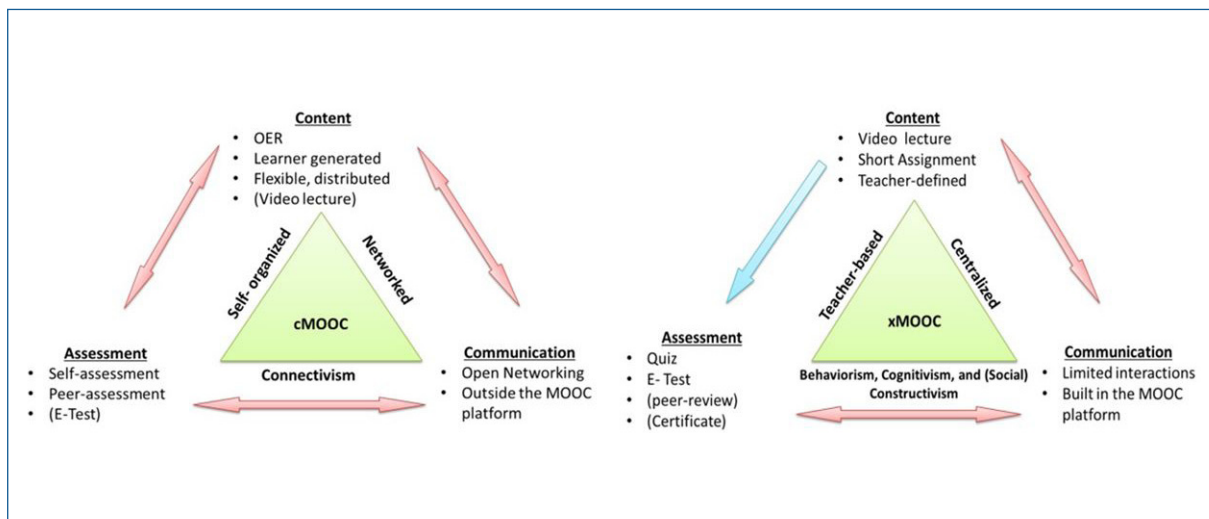 Content
• OER
• Learner generated
• Flexible, distributed
• (Video lecture)
Self- organized
Networked
cMOOC
Assessment
• Self-assessment
• Peer-assessment
• (E-Test)
Connectivism
Communication
• Open Networking
• Outside the MOOC
platform
Content
• Video lecture
• Short Assignment
• Teacher-defined
Teacher-based
Centralized
xMOOC
Assessment
• Quiz
• E- Test
• (peer-review)
• (Certificate)
Behaviorism, Cognitivism, and (Social)
Constructivism
Communication
• Limited interactions
• Built in the MOOC
platform